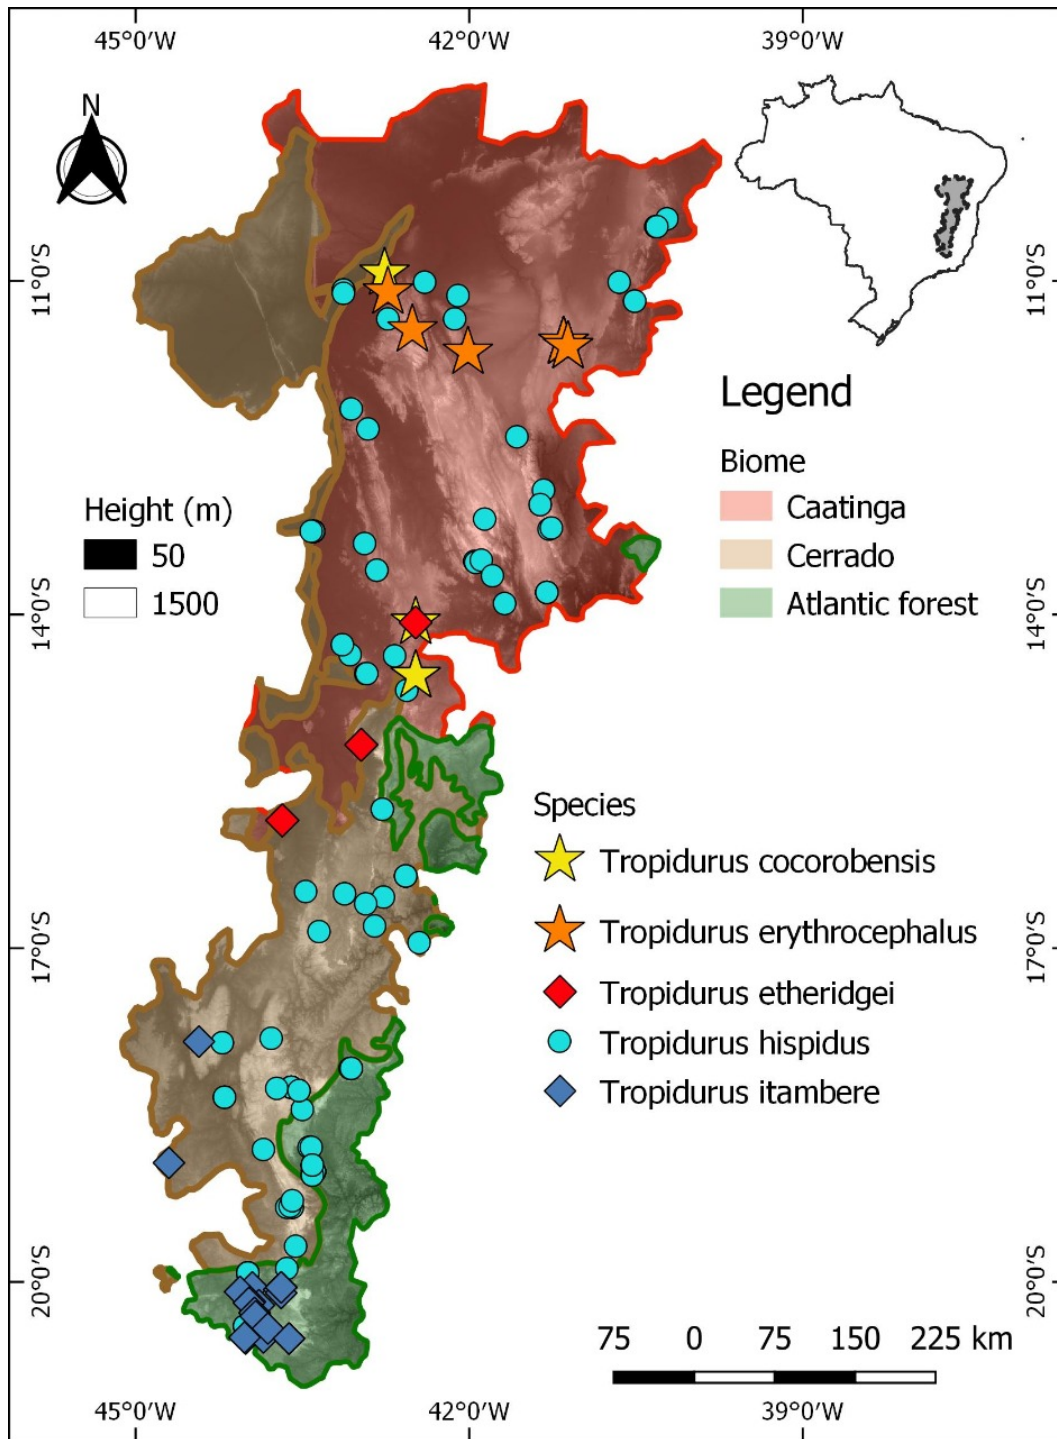 45°0'W 42°0'W 39°0'W
N
11°0'S 11°0'S
Legend
Biome
Caatinga
Cerrado
Atlantic forest
Height (m)
50
1500
14°0'S 14°0'S
Species
Tropidurus cocorobensis
Tropidurus erythrocephalus
Tropidurus etheridgei
Tropidurus hispidus
Tropidurus itambere
17°0'S 17°0'S
20°0'S 20°0'S
75 0 75 150 225 km
45°0'W 42°0'W 39°0'W